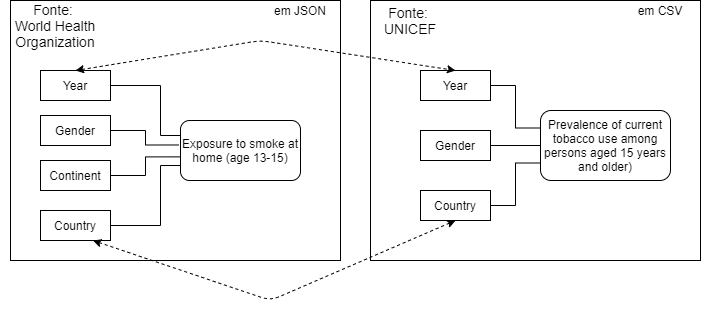 Fonte:
World Health
Organization
em JSON
Year
Gender
Continent
Country
Exposure to smoke at
home (age 13-15)
Fonte:
UNICEF
em CSV
Year
Gender
Country
Prevalence of current
tobacco use among
persons aged 15 years
and older)